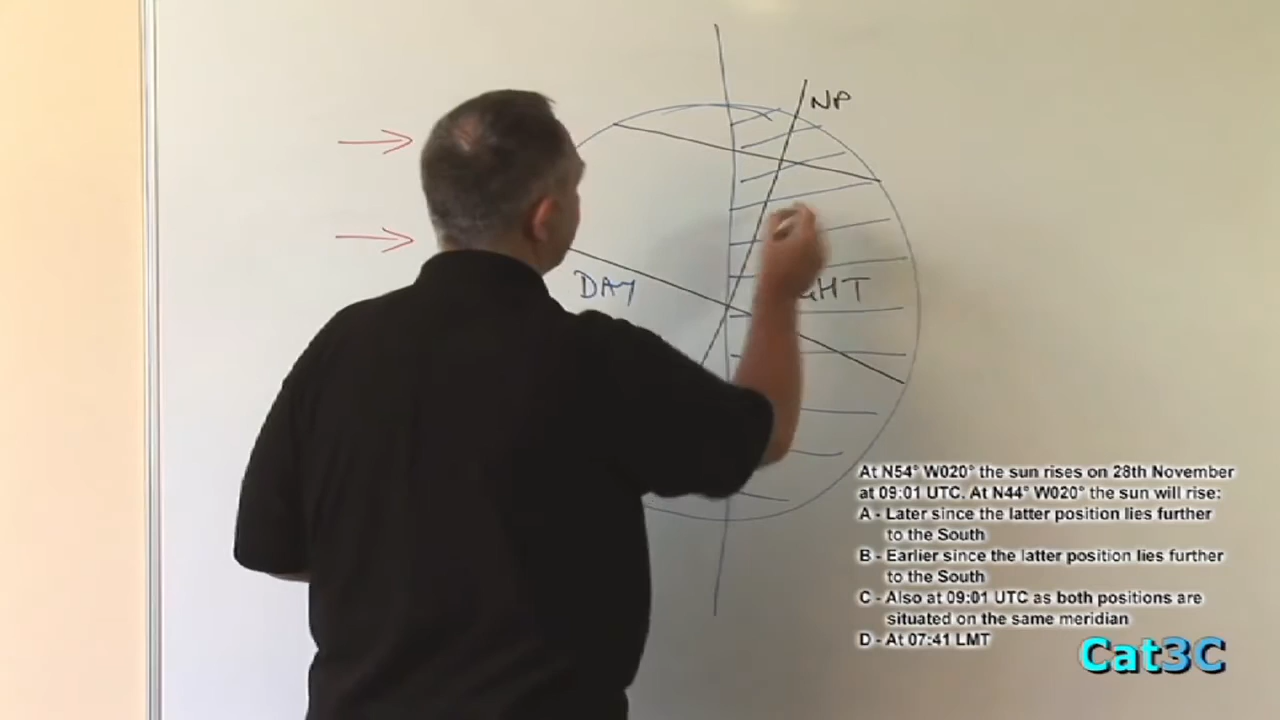 NP
DAY
GHT
At N54° W020° the sun rises on 28th November
at 09:01 UTC. At N44° W020° the sun will rise:
A - Later since the latter position lies further
to the South
B - Earlier since the latter position lies further
to the South
C - Also at 09:01 UTC as both positions are
situated on the same meridian
D - At 07:41 LMT
Cat3C